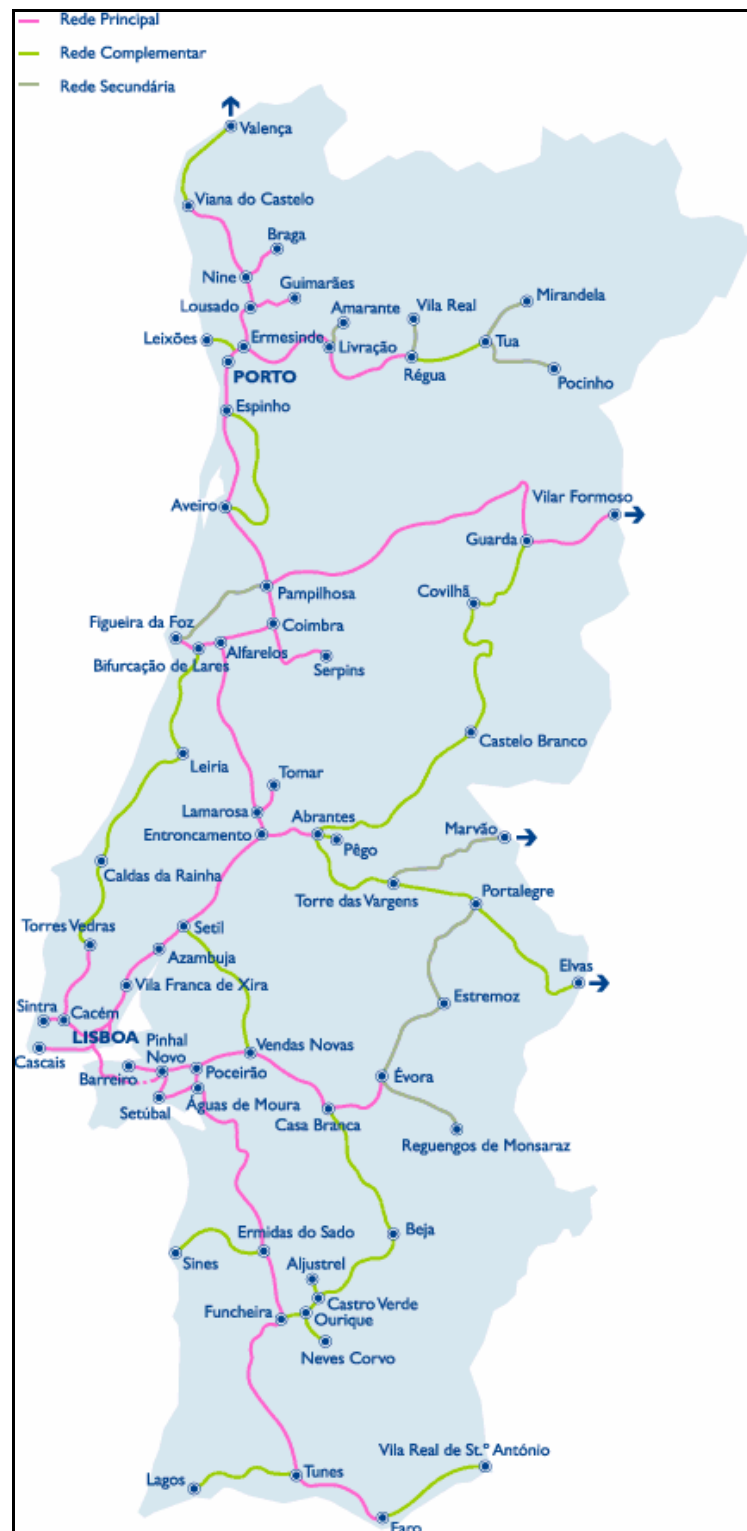 Rede Principal
Rede Complementar
Rede Secundária
Valença
Viana do Castelo
Braga
Nine
Guimarães
Lousado
Amarante
Vila Real
Mirandela
Leixões
Ermesinde
Livração
Tua
Régua
PORTO
Pocinho
Espinho
Aveiro
Vilar Formoso
Guarda
Pampilhosa
Covilhã
Figueira da Foz
Coimbra
Alfarelos
Bifurcação de Lares
Serpins
Castelo Branco
Leiria
Tomar
Lamarosa
Abrantes
Marvão
Entroncamento
Pêgo
Caldas da Rainha
Torre das Vargens
Portalegre
Setil
Torres Vedras
Azambuja
Elvas
Vila Franca de Xira
Sintra
Cacém
Estremoz
LISBOA
Pinhal
Novo
Vendas Novas
Cascais
Barreiro
Poceirão
Évora
Setúbal
Águas de Moura
Casa Branca
Reguengos de Monsaraz
Beja
Ermidas do Sado
Sines
Aljustrel
Castro Verde
Funcheira
Ourique
Neves Corvo
Vila Real de St.º António
Lagos
Tunes
Faro